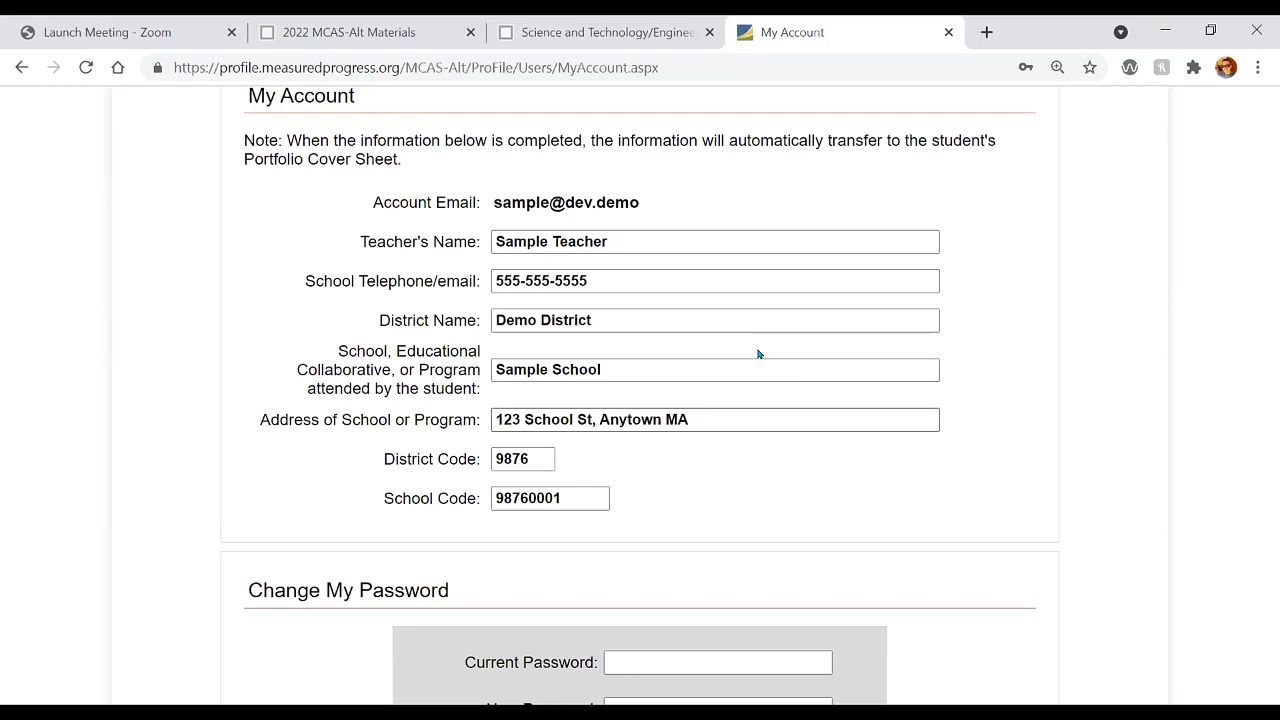 Launch Meeting - Zoom
2022 MCAS-Alt Materials
Science and Technology/Enginee
My Account
https://profile.measuredprogress.org/MCAS-Alt/ProFile/Users/MyAccount.aspx
My Account
Note: When the information below is completed, the information will automatically transfer to the student's
Portfolio Cover Sheet.
Account Email: sample@dev.demo
Teacher's Name: Sample Teacher
School Telephone/email: 555-555-5555
District Name: Demo District
School, Educational
Collaborative, or Program
attended by the student:
Sample School
Address of School or Program: 123 School St, Anytown MA
District Code: 9876
School Code: 98760001
Change My Password
Current Password: